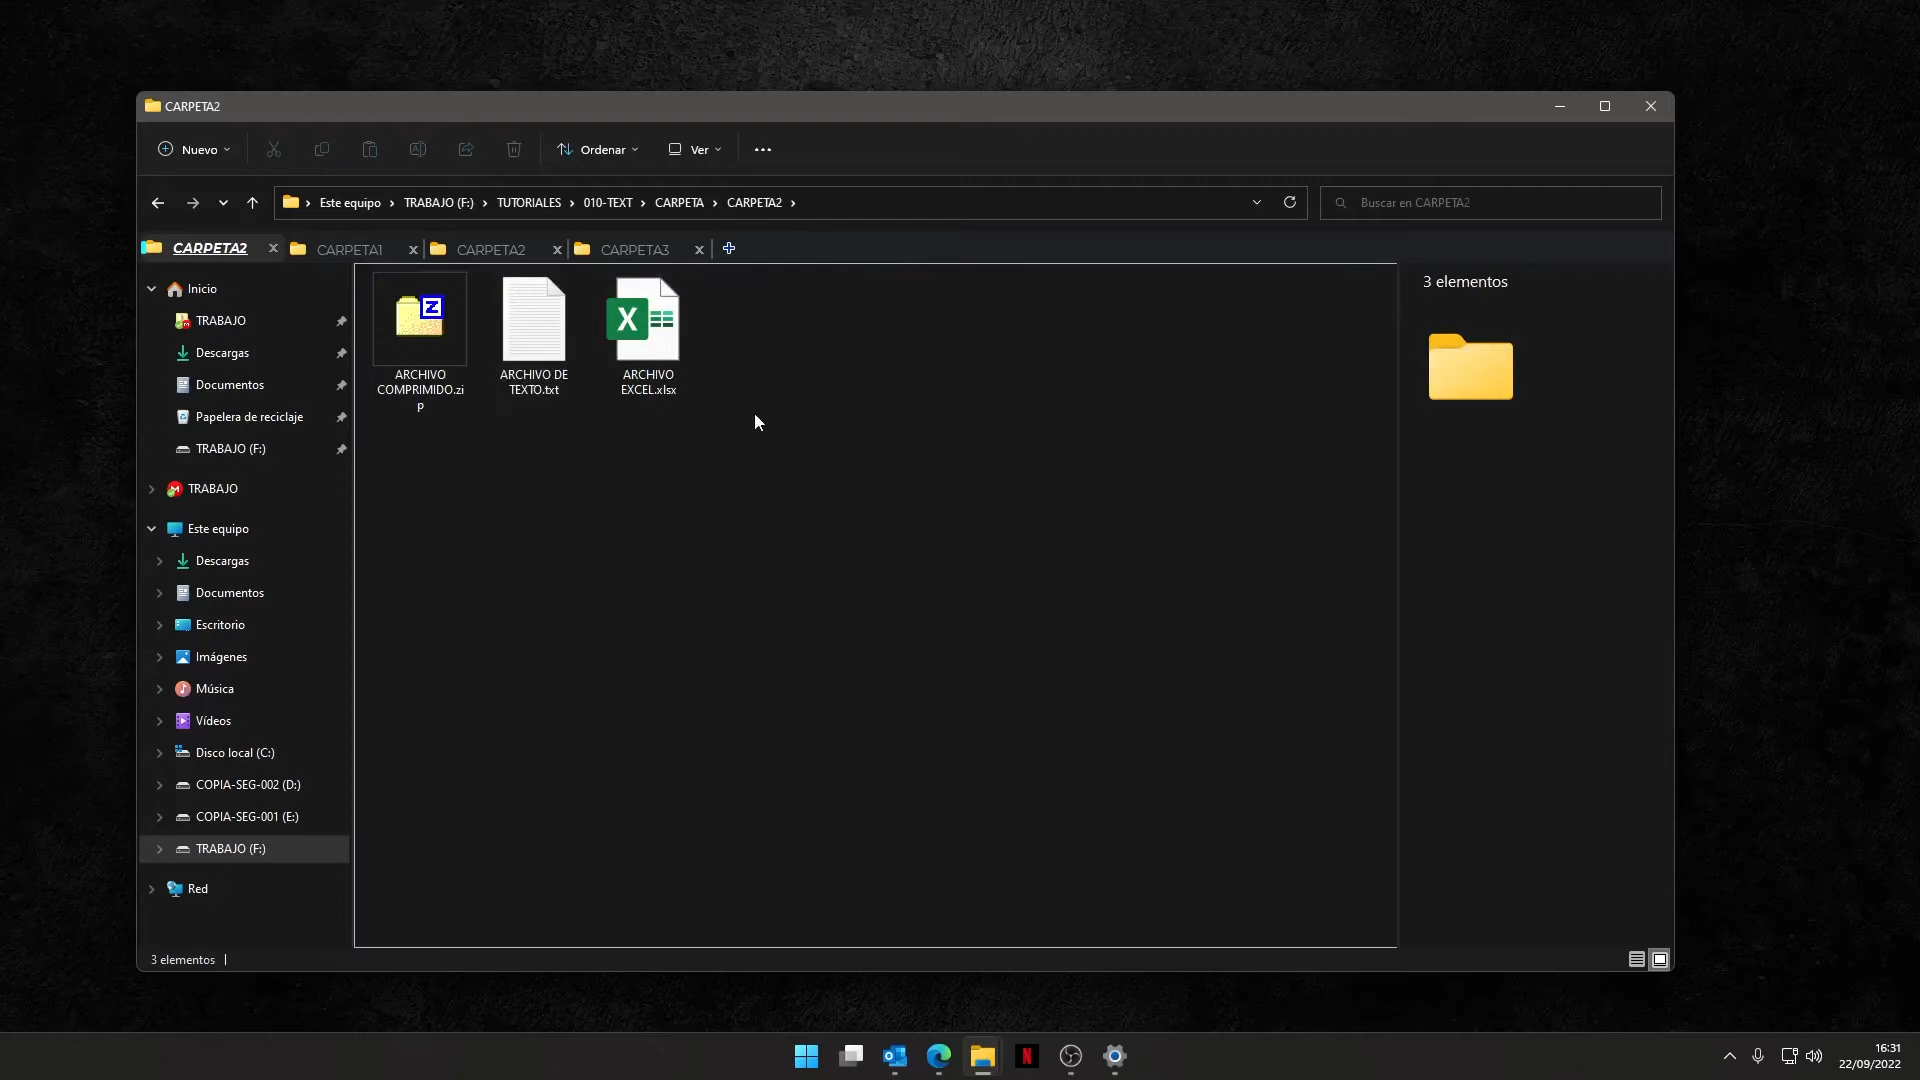 CARPETA2
Nuevo
Ordenar
Ver
Este equipo
TRABAJO (F:)
TUTORIALES
010-TEXT
CARPETA
CARPETA2
Buscar en CARPETA2
CARPETA2
CARPETA1
CARPETA2
CARPETA3
Inicio
TRABAJO
Descargas
Documentos
Papelera de reciclaje
TRABAJO (F:)
TRABAJO
Este equipo
Descargas
Documentos
Escritorio
Imágenes
Música
Vídeos
Disco local (C:)
COPIA-SEG-002 (D:)
COPIA-SEG-001 (E:)
TRABAJO (F:)
Red
Z
ARCHIVO
COMPRIMIDO.zi
p
ARCHIVO DE
TEXTO.txt
X
ARCHIVO
EXCEL.xlsx
3 elementos
3 elementos
N
16:31
22/09/2022